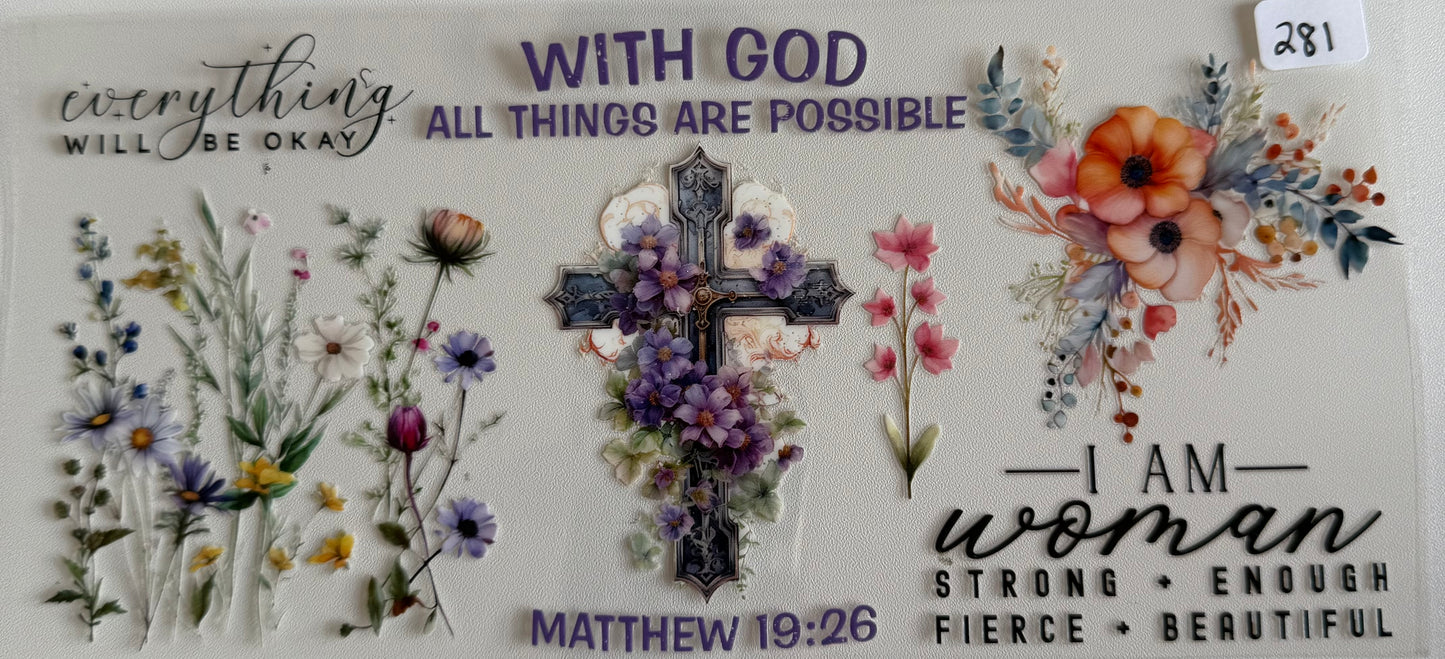 everything
WILL BE OKAY
WITH GOD
ALL THINGS ARE POSSIBLE
MATTHEW 19:26
281
I AM
woman
STRONG + ENOUGH
FIERCE + BEAUTIFUL